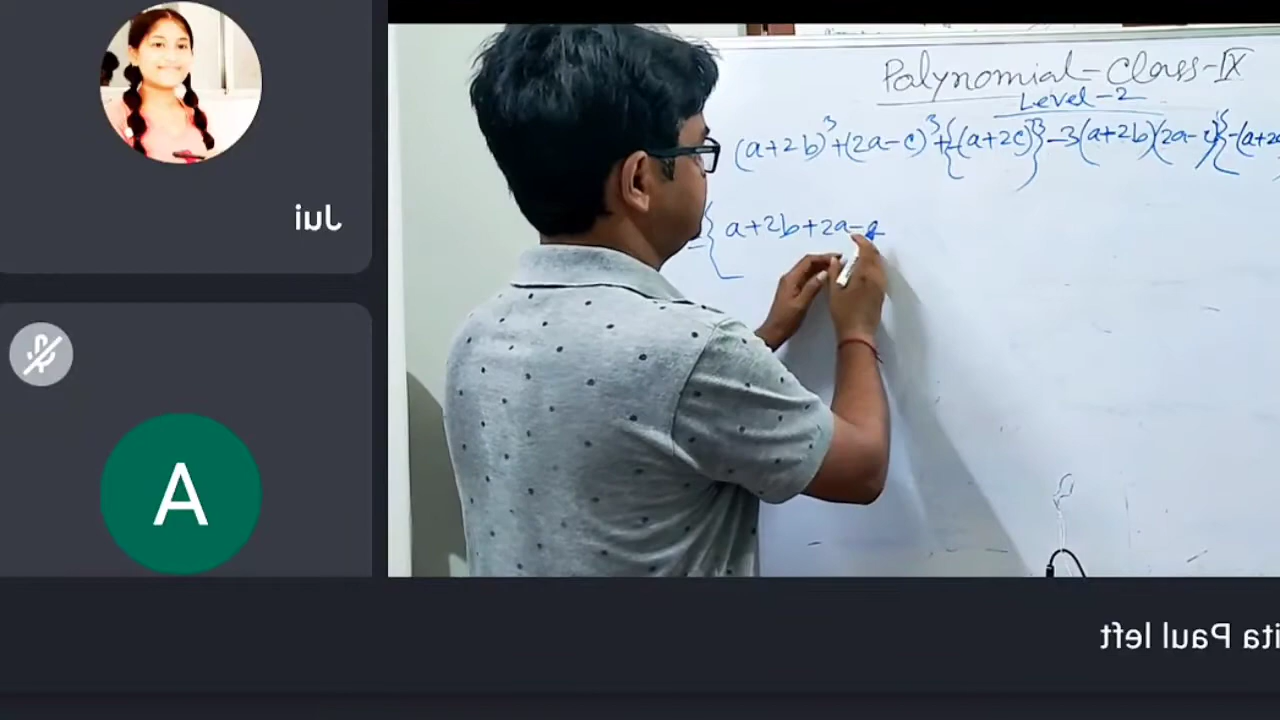 Polynomial-Class-IX
Level-2
(a+2b)³+(2a-c)³+{-(a+2c)}³-3(a+2b)(2a-c){-(a+2c
={a+2b+2a-c
Jui
A
ita Paul left